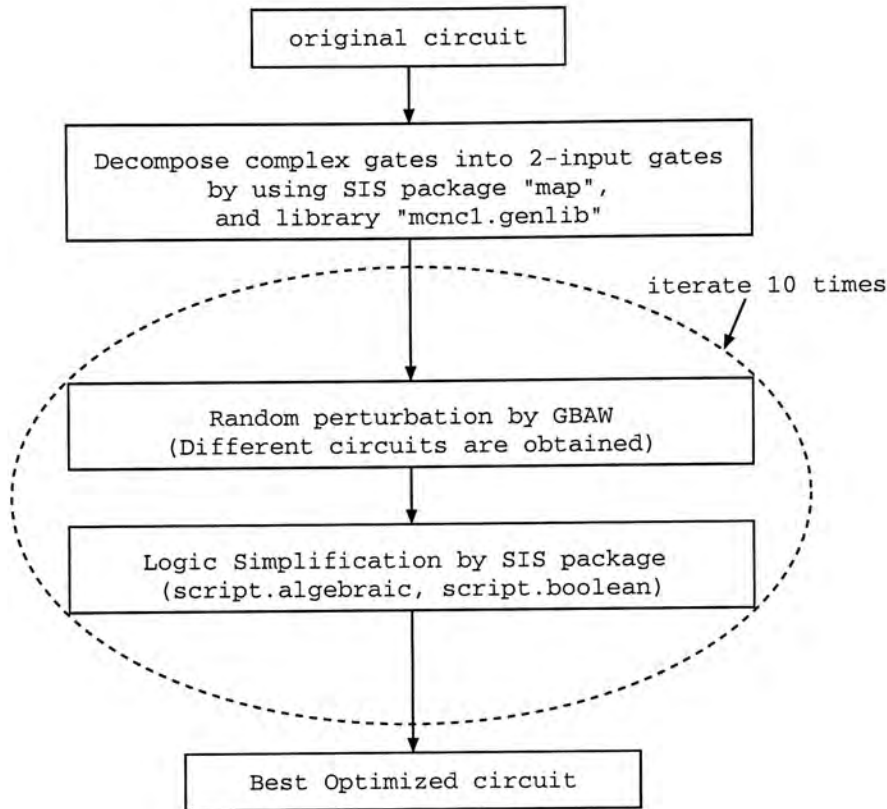 original circuit
Decompose complex gates into 2-input gates
by using SIS package "map",
and library "mcnc1.genlib"
iterate 10 times
Random perturbation by GBAW
(Different circuits are obtained)
Logic Simplification by SIS package
(script.algebraic, script.boolean)
Best Optimized circuit